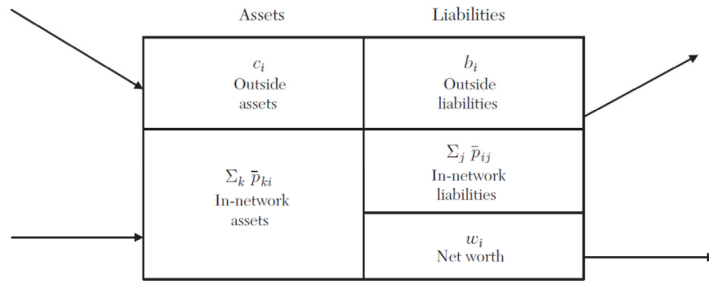 Assets
Liabilities
c_i
Outside
assets
b_i
Outside
liabilities
Σ_k p̄_ki
In-network
assets
Σ_j p̄_ij
In-network
liabilities
w_i
Net worth